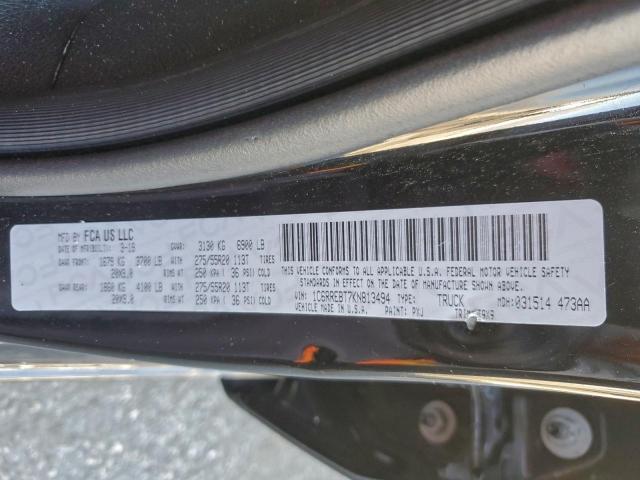 MFD BY FCA US LLC GVWR: 3130 KG 6900 LB
DATE OF MFR 3-19
GAWR FRONT 1679 KG 3700 LB WITH 275/55R20 113T TIRES
20X9.0 RIMS AT 250 KPA ( 36 PSI) COLD
GAWR REAR 1860 KG 4100 LB WITH 275/55R20 113T TIRES
20X9.0 RIMS AT 250 KPA ( 36 PSI) COLD
THIS VEHICLE CONFORMS TO ALL APPLICABLE U.S.A. FEDERAL MOTOR VEHICLE SAFETY
STANDARDS IN EFFECT ON THE DATE OF MANUFACTURE SHOWN ABOVE.
VIN: 1C6RREBT7KN813494 TYPE: TRUCK MDH: 031514 473AA
VEHICLE MADE IN U.S.A. PAINT: PXJ